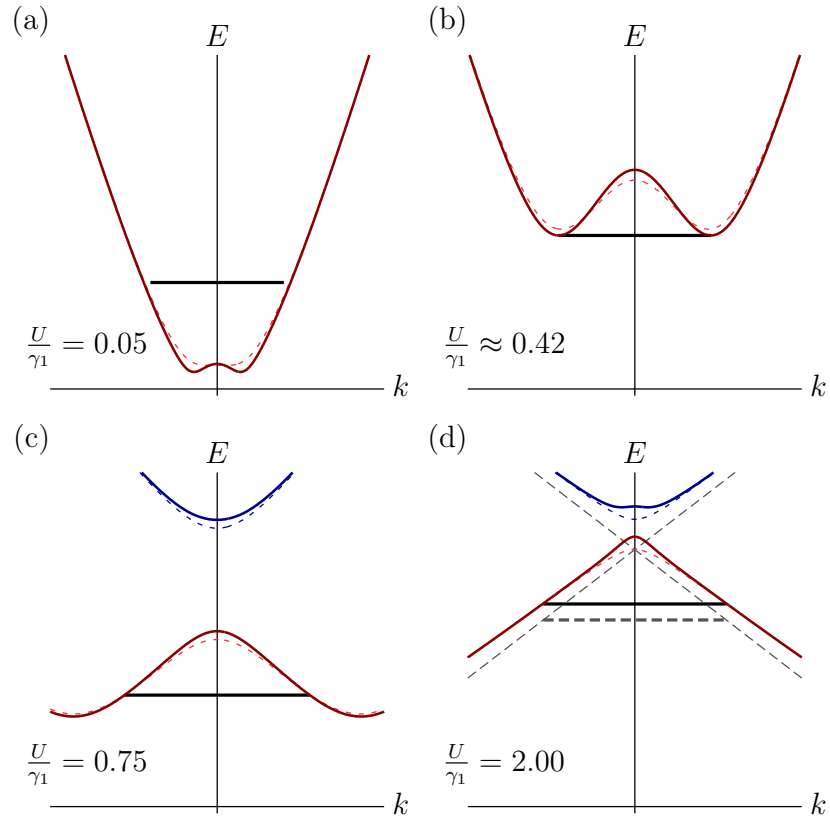 (a)
E
U/γ₁ = 0.05
k
(b)
E
U/γ₁ ≈ 0.42
k
(c)
E
U/γ₁ = 0.75
k
(d)
E
U/γ₁ = 2.00
k